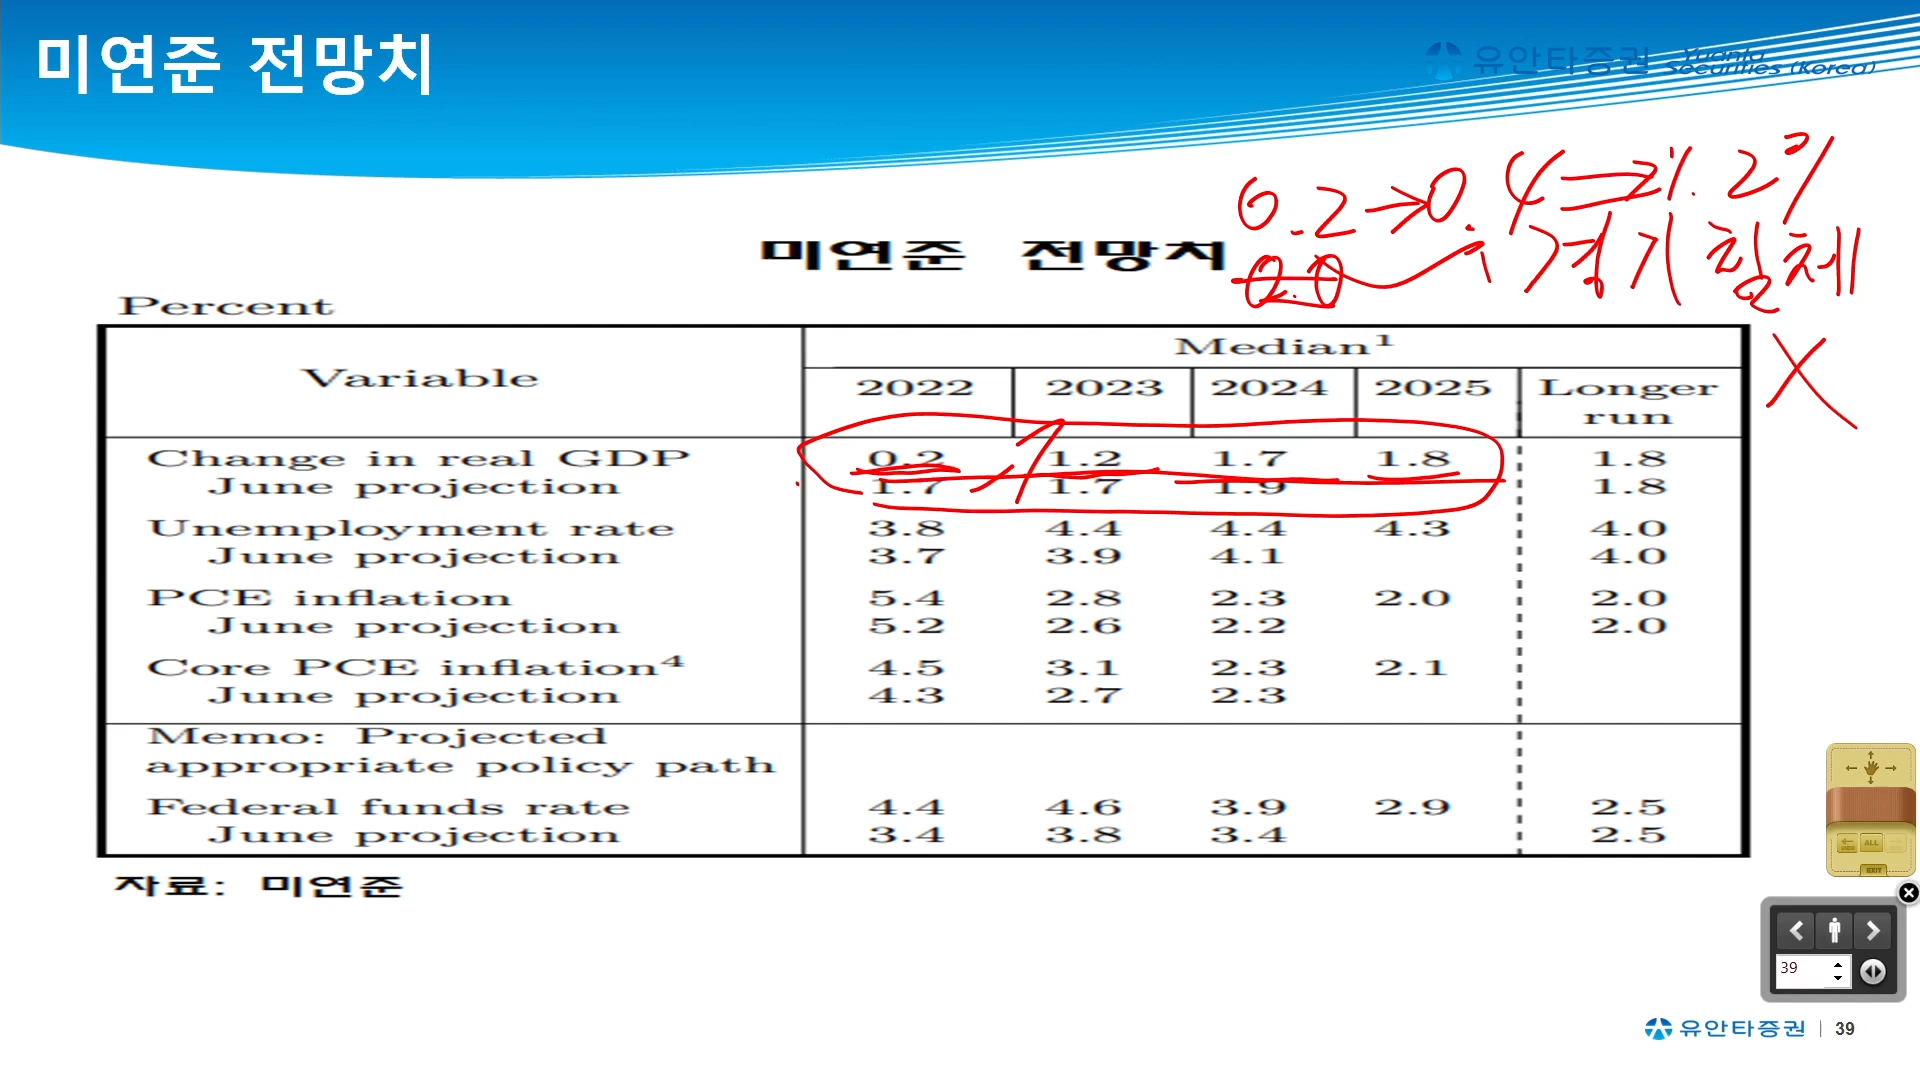 미연준 전망치
유안타증권 Yuanta Securities (Korea)
0.2→0.4
2.0
경기침체
X
미연준 전망치
Percent
Variable Median1
2022 2023 2024 2025 Longer run
Change in real GDP 0.2 1.2 1.7 1.8 1.8
June projection 1.7 1.7 1.9 1.8
Unemployment rate 3.8 4.4 4.4 4.3 4.0
June projection 3.7 3.9 4.1 4.0
PCE inflation 5.4 2.8 2.3 2.0 2.0
June projection 5.2 2.6 2.2 2.0
Core PCE inflation4 4.5 3.1 2.3 2.1
June projection 4.3 2.7 2.3
Memo: Projected
appropriate policy path
Federal funds rate 4.4 4.6 3.9 2.9 2.5
June projection 3.4 3.8 3.4 2.5
자료: 미연준
ALL
EXIT
39
유안타증권 | 39